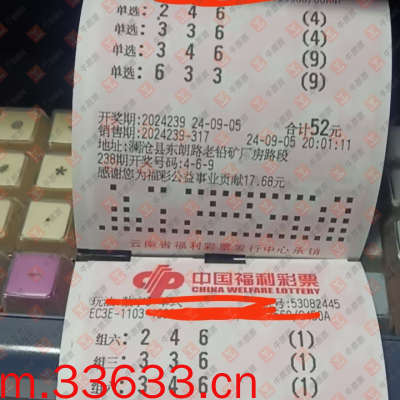 单选: 2 4 6 (4)
单选: 3 3 6 (4)
单选: 3 4 6 (9)
单选: 6 3 3 (9)
开奖期:2024239 24-09-05 合计52元
销售期:2024239-317 24-09-05 20:01:11
地址:澜沧县东朗路老铅矿厂房路段
238期开奖号码:4-6-9
感谢您为福彩公益事业贡献17.68元
云南省福利彩票发行中心承销
中国福利彩票
CHINA WELFARE LOTTERY
号:53082445
EC3E-1103
组六: 2 4 6 (1)
组三: 3 3 6 (1)
组六: 3 4 6 (1)
m.33633.cn